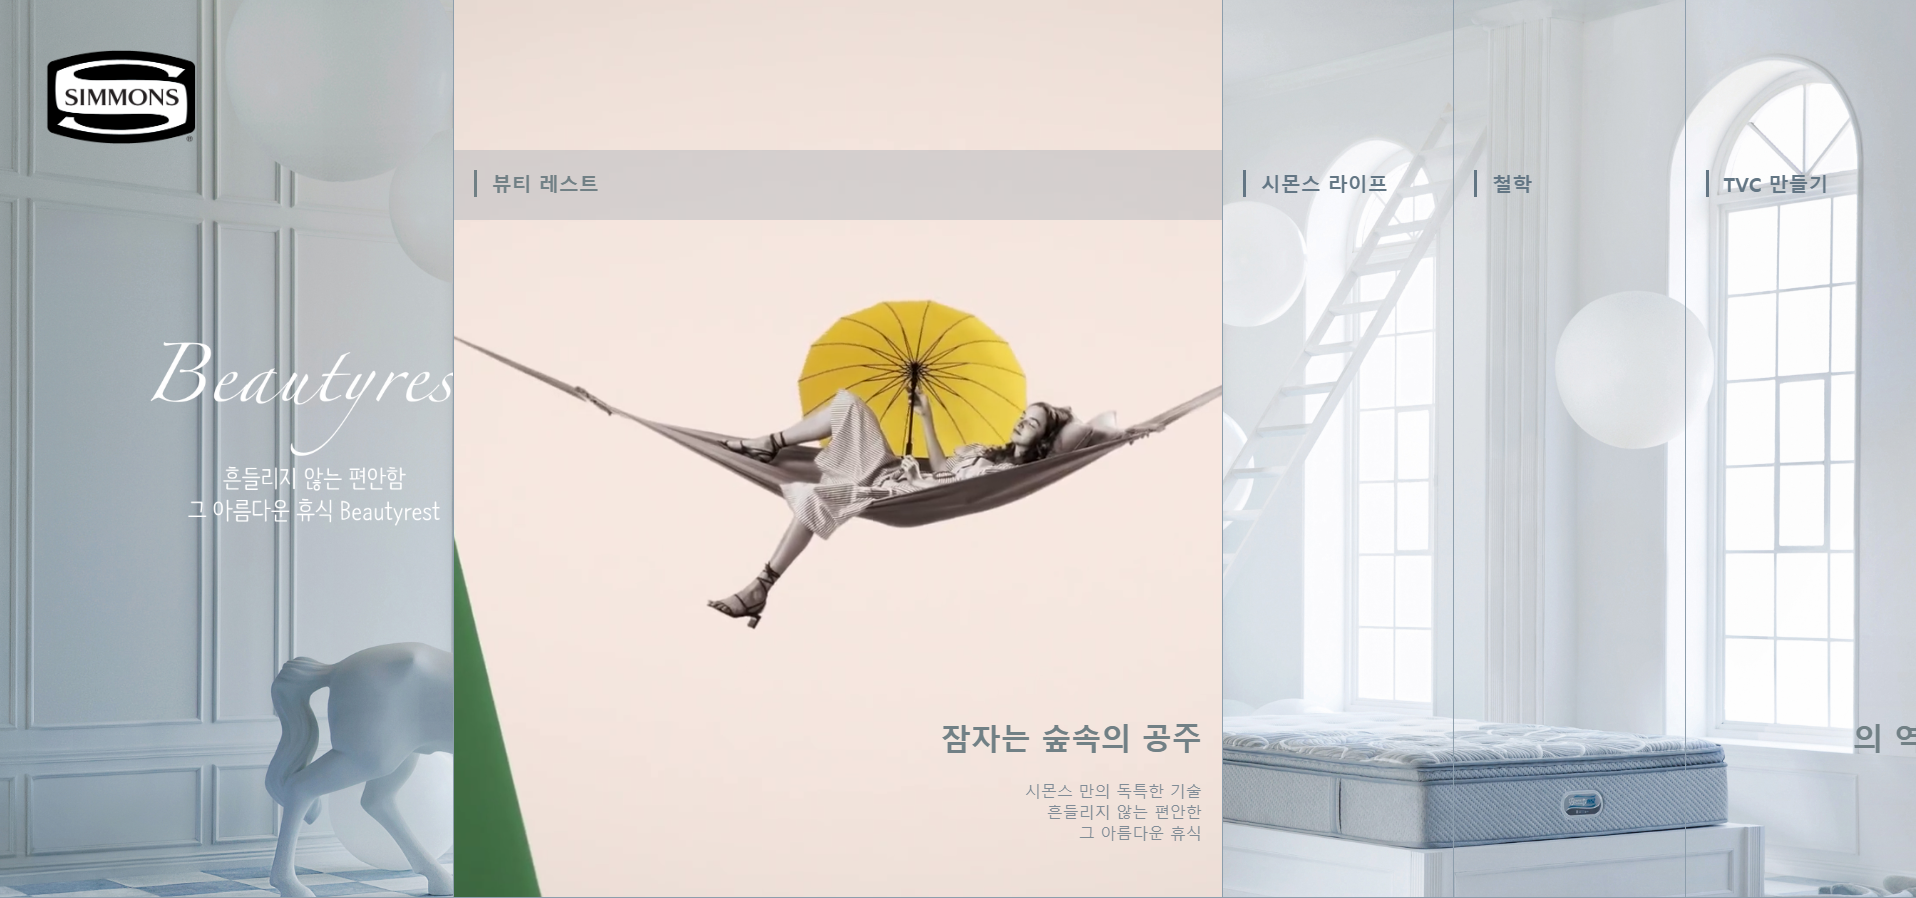 SIMMONS
®
Beautyres
흔들리지 않는 편안함
그 아름다운 휴식 Beautyrest
뷰티 레스트
잠자는 숲속의 공주
시몬스 만의 독특한 기술
흔들리지 않는 편안한
그 아름다운 휴식
시몬스 라이프
철학
TVC 만들기
의